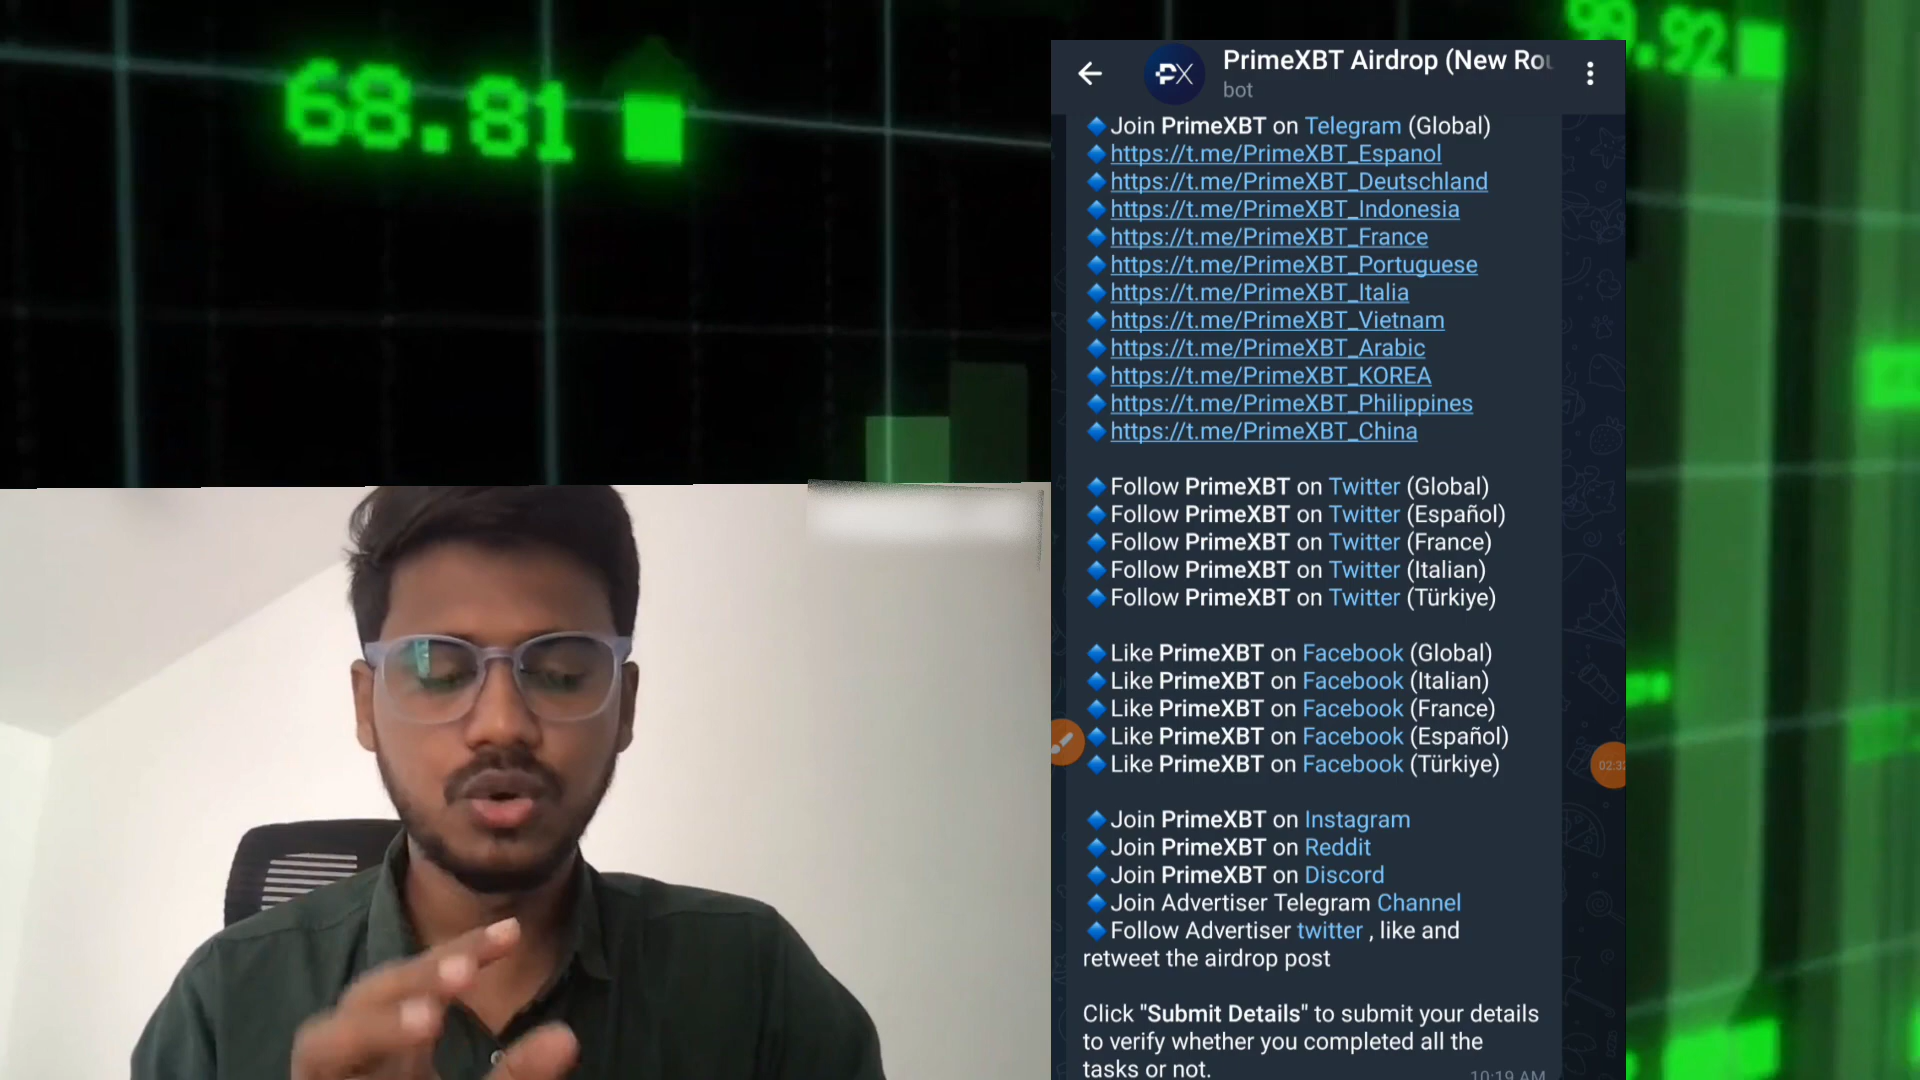 68.81
99.92
PrimeXBT Airdrop (New Rou
bot
Join PrimeXBT on Telegram (Global)
https://t.me/PrimeXBT_Espanol
https://t.me/PrimeXBT_Deutschland
https://t.me/PrimeXBT_Indonesia
https://t.me/PrimeXBT_France
https://t.me/PrimeXBT_Portuguese
https://t.me/PrimeXBT_Italia
https://t.me/PrimeXBT_Vietnam
https://t.me/PrimeXBT_Arabic
https://t.me/PrimeXBT_KOREA
https://t.me/PrimeXBT_Philippines
https://t.me/PrimeXBT_China
Follow PrimeXBT on Twitter (Global)
Follow PrimeXBT on Twitter (Español)
Follow PrimeXBT on Twitter (France)
Follow PrimeXBT on Twitter (Italian)
Follow PrimeXBT on Twitter (Türkiye)
Like PrimeXBT on Facebook (Global)
Like PrimeXBT on Facebook (Italian)
Like PrimeXBT on Facebook (France)
Like PrimeXBT on Facebook (Español)
Like PrimeXBT on Facebook (Türkiye)
Join PrimeXBT on Instagram
Join PrimeXBT on Reddit
Join PrimeXBT on Discord
Join Advertiser Telegram Channel
Follow Advertiser twitter , like and
retweet the airdrop post
Click "Submit Details" to submit your details
to verify whether you completed all the
tasks or not.
10:19 AM